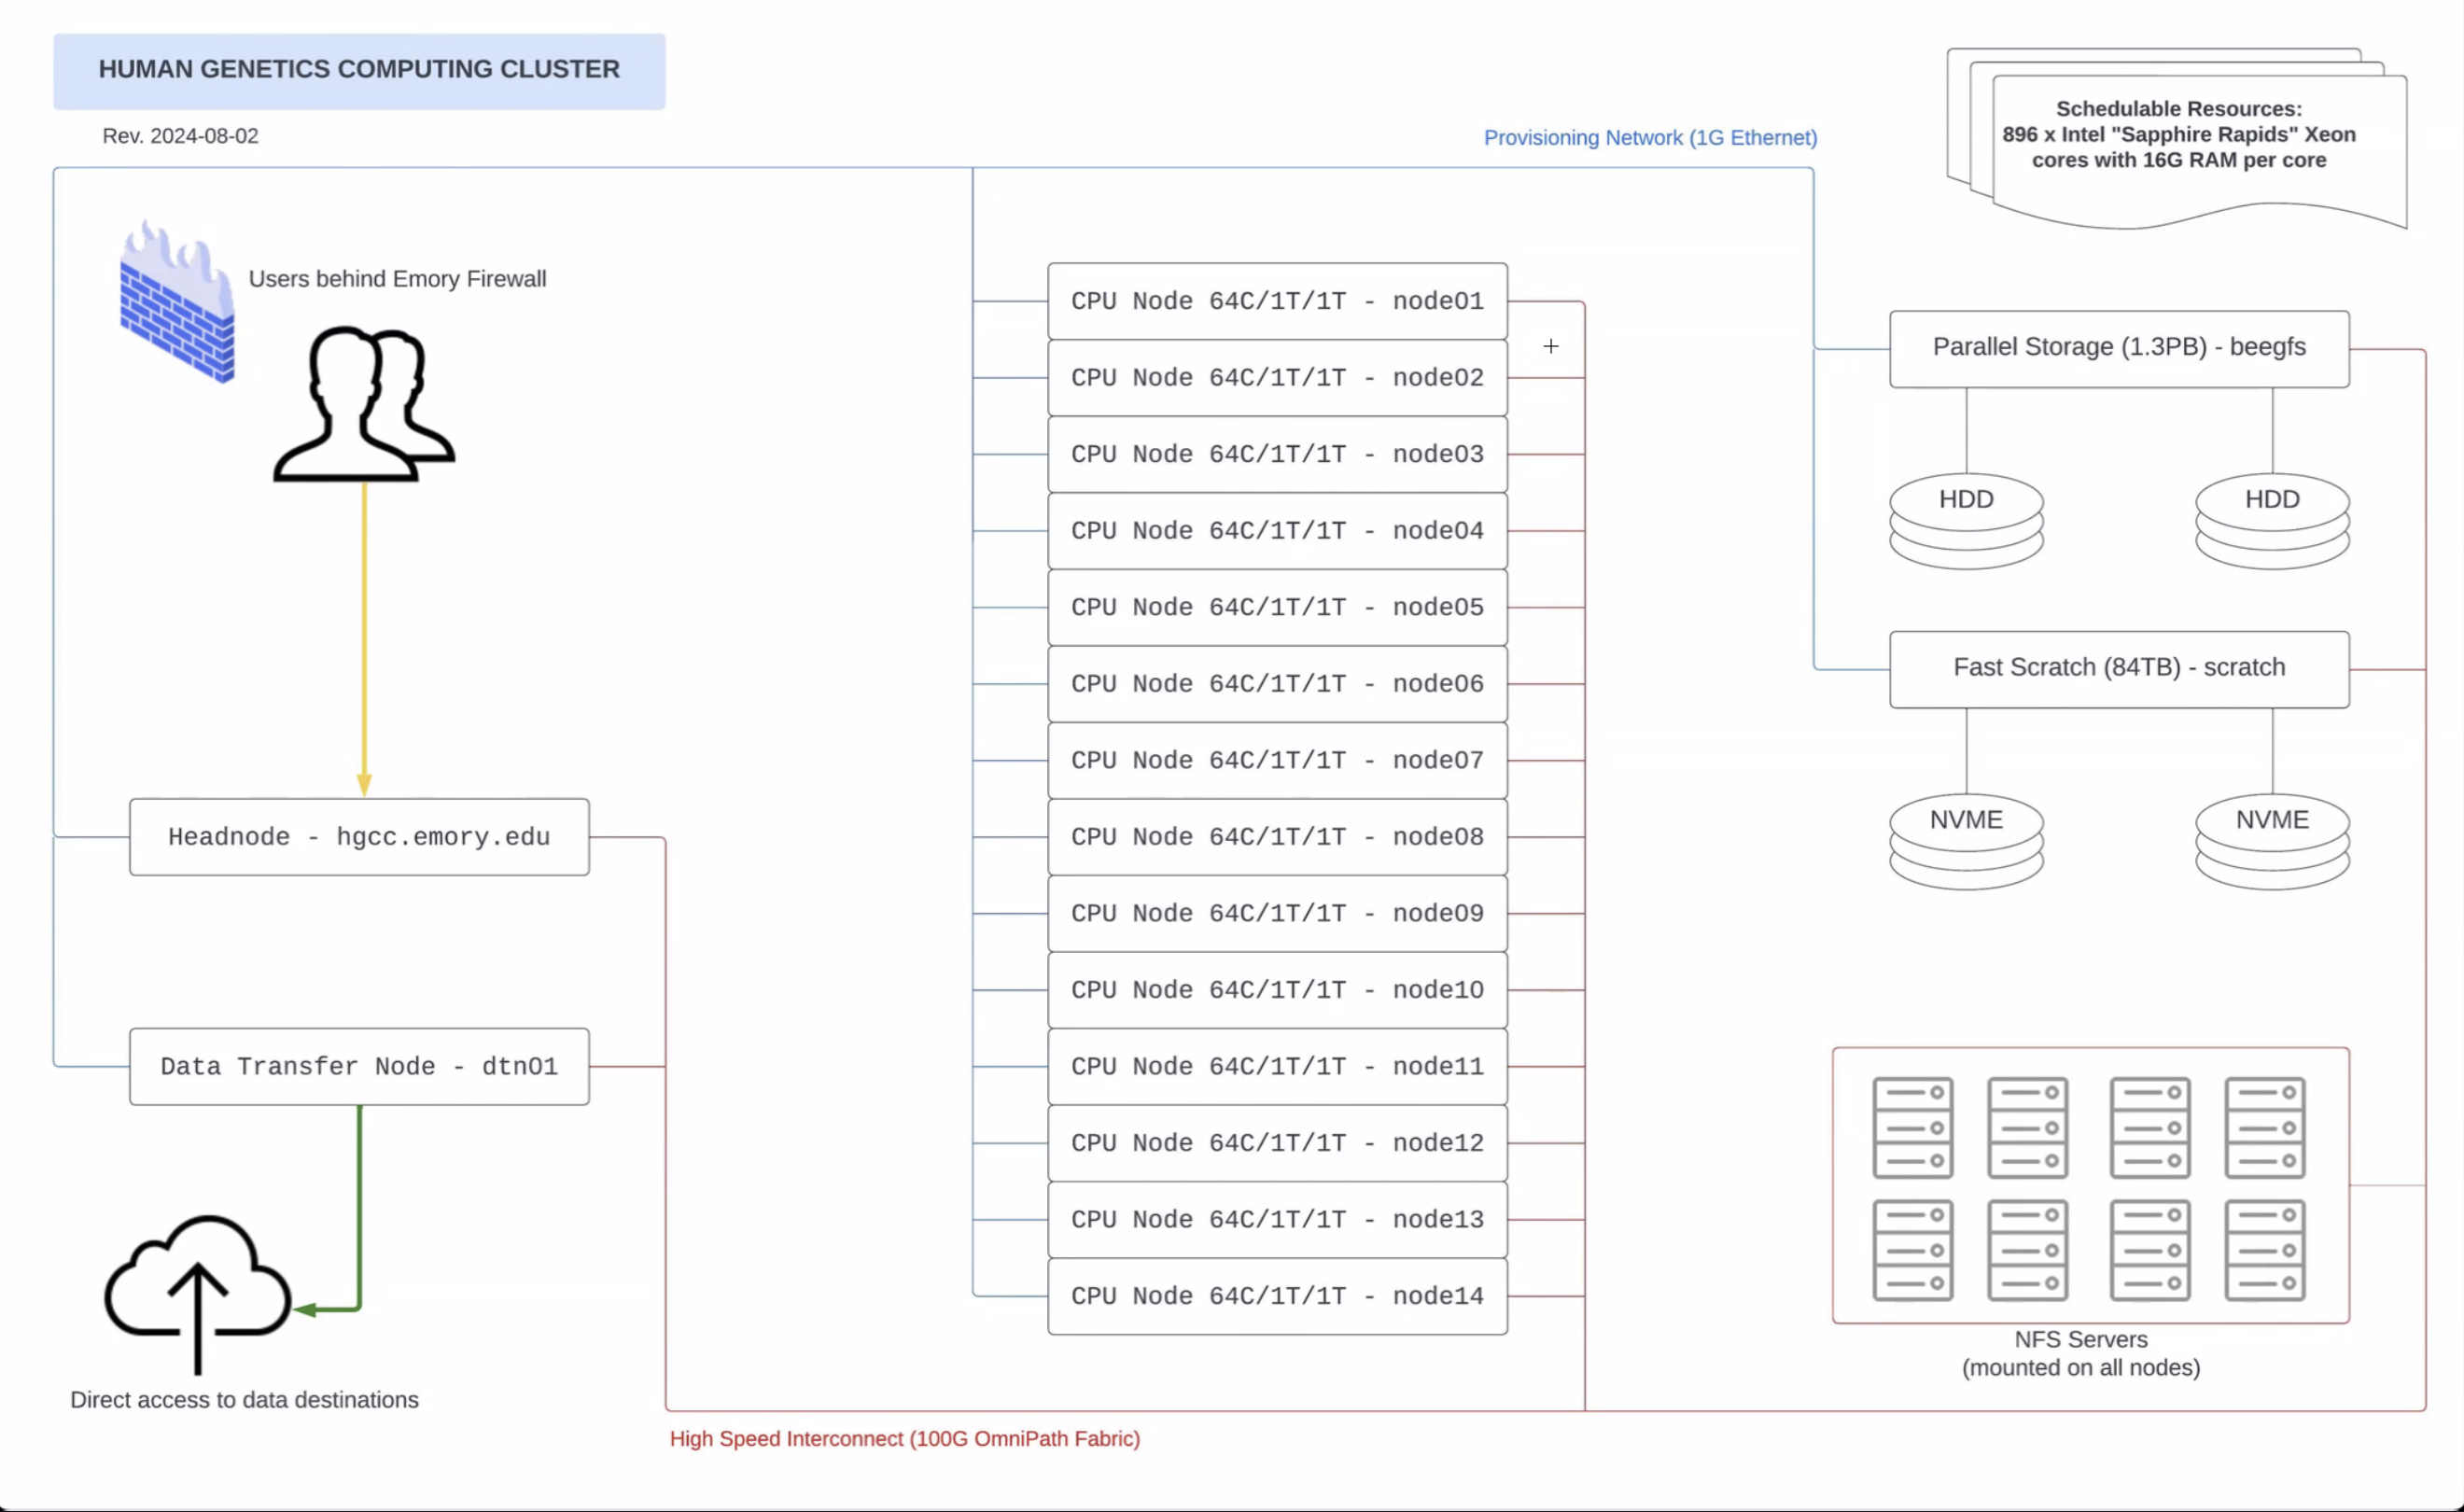 HUMAN GENETICS COMPUTING CLUSTER
Rev. 2024-08-02
Provisioning Network (1G Ethernet)
Schedulable Resources:
896 x Intel "Sapphire Rapids" Xeon
cores with 16G RAM per core
Users behind Emory Firewall
Headnode - hgcc.emory.edu
Data Transfer Node - dtn01
Direct access to data destinations
CPU Node 64C/1T/1T - node01
CPU Node 64C/1T/1T - node02
CPU Node 64C/1T/1T - node03
CPU Node 64C/1T/1T - node04
CPU Node 64C/1T/1T - node05
CPU Node 64C/1T/1T - node06
CPU Node 64C/1T/1T - node07
CPU Node 64C/1T/1T - node08
CPU Node 64C/1T/1T - node09
CPU Node 64C/1T/1T - node10
CPU Node 64C/1T/1T - node11
CPU Node 64C/1T/1T - node12
CPU Node 64C/1T/1T - node13
CPU Node 64C/1T/1T - node14
Parallel Storage (1.3PB) - beegfs
HDD
HDD
Fast Scratch (84TB) - scratch
NVME
NVME
NFS Servers
(mounted on all nodes)
High Speed Interconnect (100G OmniPath Fabric)